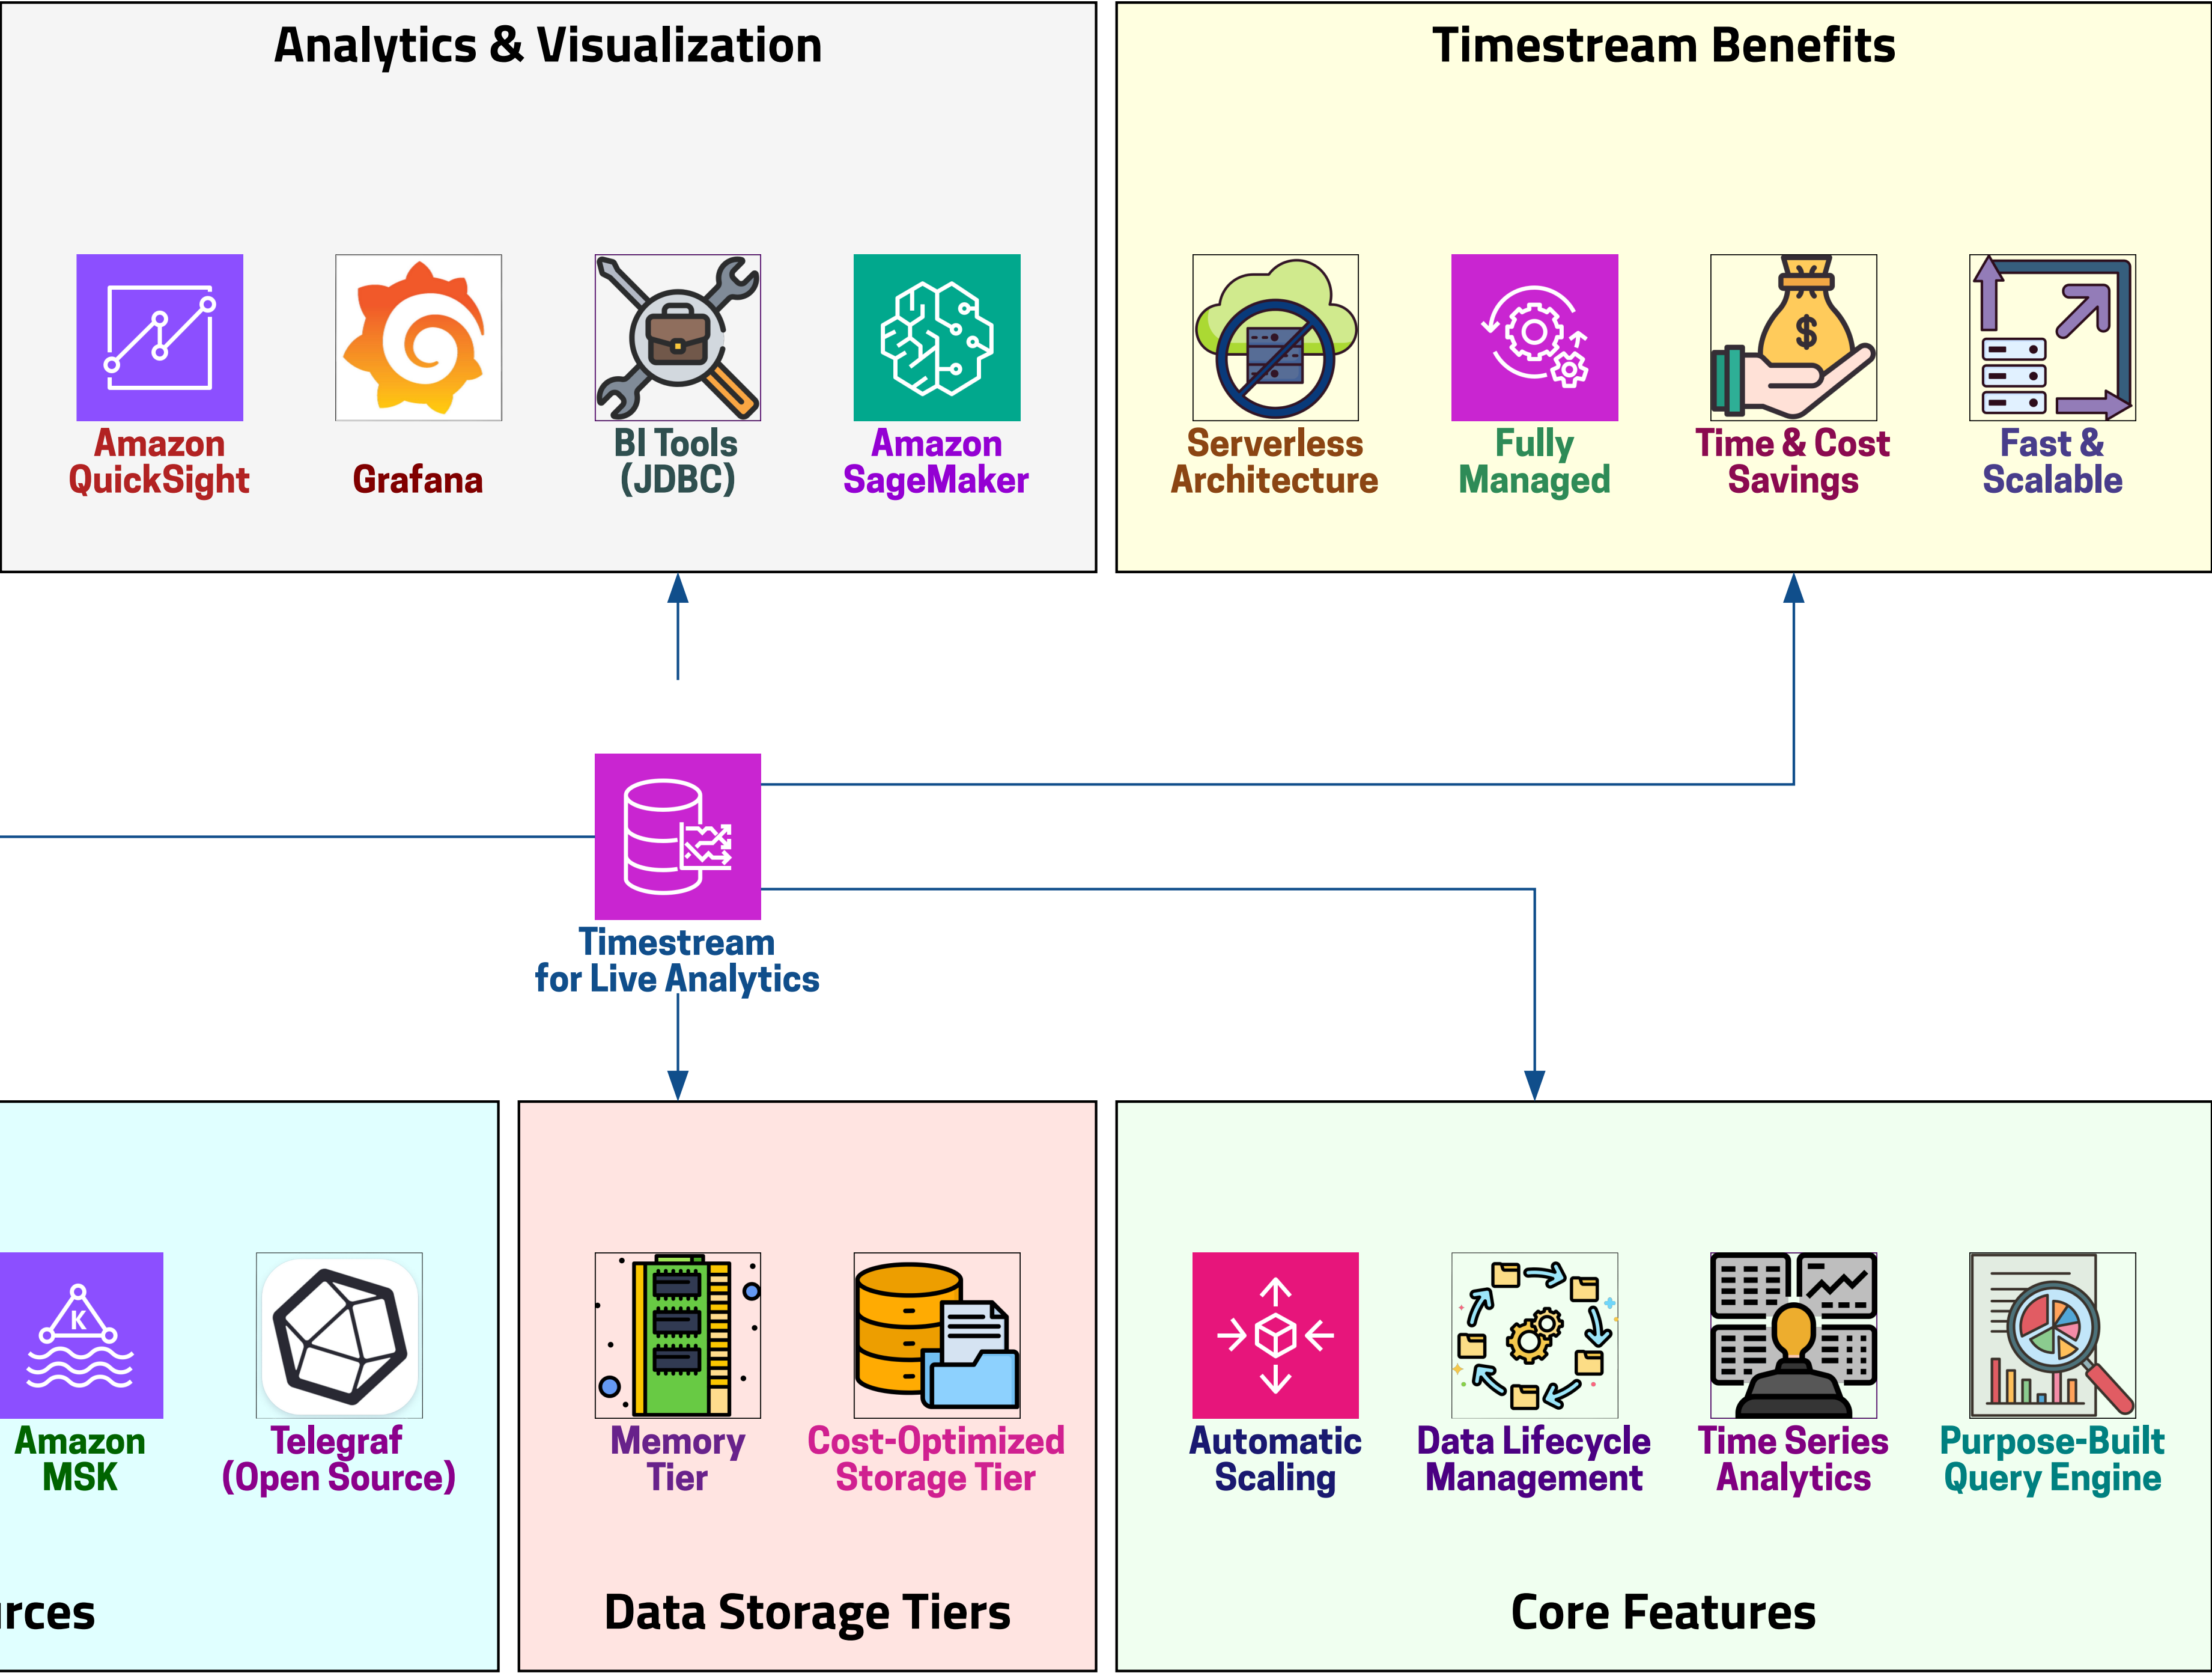 Analytics & Visualization
Amazon
QuickSight
Grafana
BI Tools
(JDBC)
Amazon
SageMaker
Timestream Benefits
Serverless
Architecture
Fully
Managed
$
Time & Cost
Savings
Fast &
Scalable
Timestream
for Live Analytics
K
Amazon
MSK
Telegraf
(Open Source)
rces
Memory
Tier
Cost-Optimized
Storage Tier
Data Storage Tiers
Automatic
Scaling
Data Lifecycle
Management
Time Series
Analytics
Purpose-Built
Query Engine
Core Features